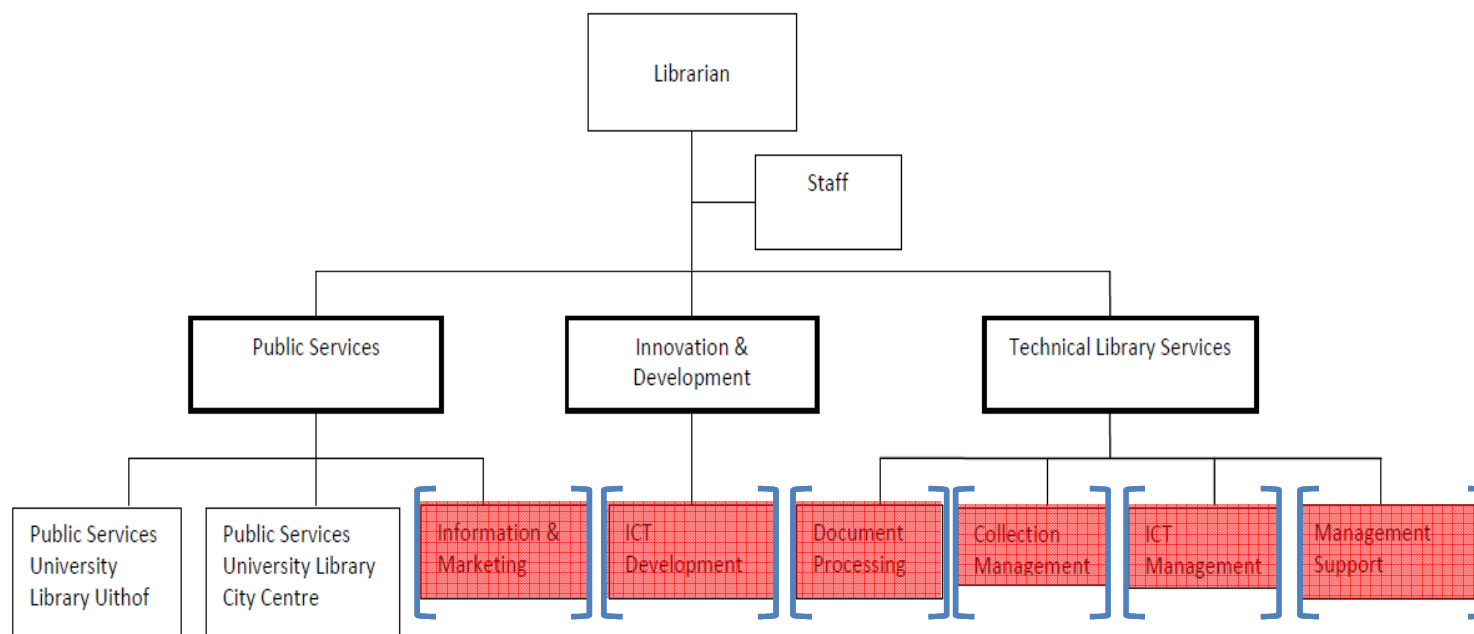 Librarian
Staff
Public Services
Innovation &
Development
Technical Library Services
Public Services
University
Library Uithof
Public Services
University Library
City Centre
Information &
Marketing
ICT
Development
Document
Processing
Collection
Management
ICT
Management
Management
Support